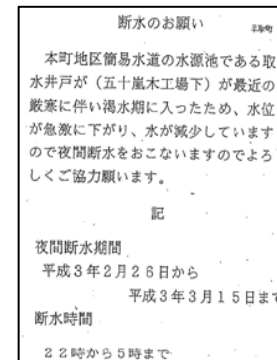 断水のお願い
本町地区簡易水道の水源池である取
水井戸が（五十嵐木工場下）が最近の
厳寒に伴い渇水期に入ったため、水位
が急激に下がり、水が減少しています
ので夜間断水をおこないますのでよろ
しくご協力願います。
記
夜間断水期間
平成３年２月２６日から
平成３年３月１５日まで
断水時間
２２時から５時まで